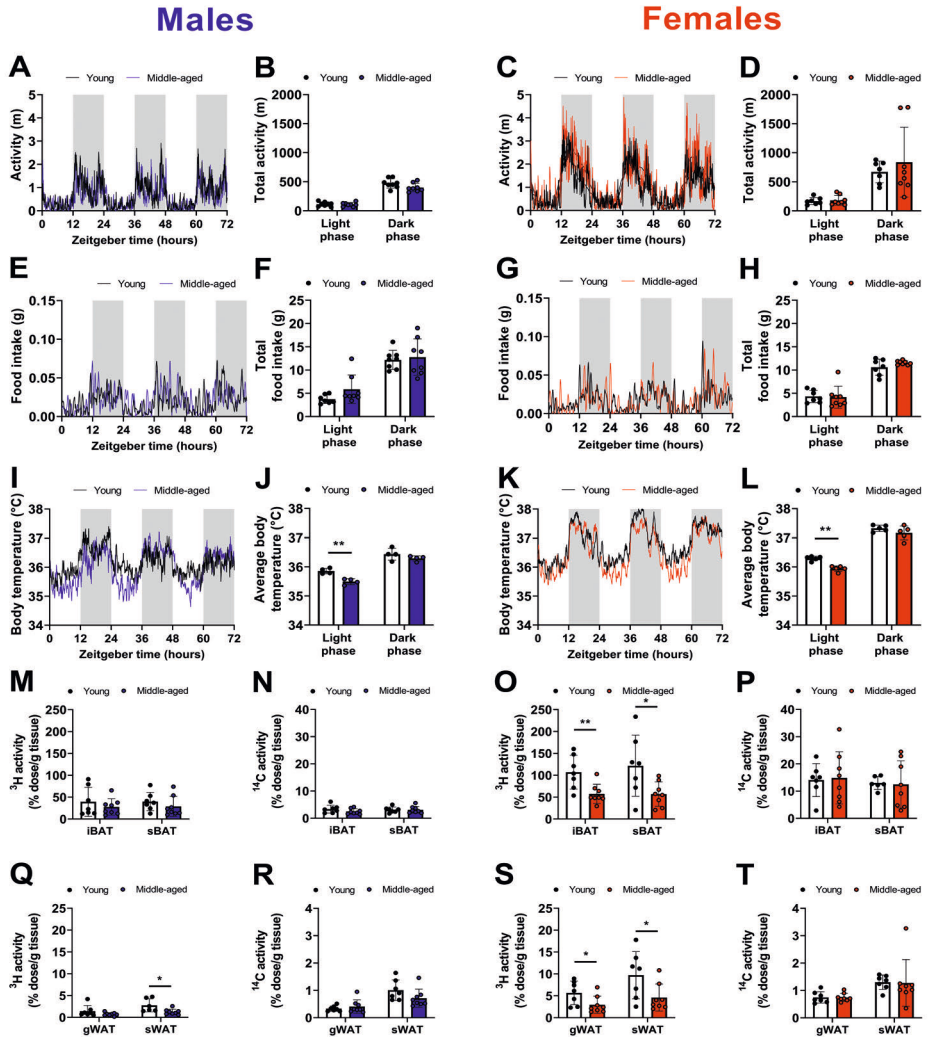 Males
Females
A
Young
Middle-aged
Activity (m)
5
4
3
2
1
0
0
12
24
36
48
60
72
Zeitgeber time (hours)
B
Young
Middle-aged
Total activity (m)
2000
1500
1000
500
0
Light phase
Dark phase
C
Young
Middle-aged
Activity (m)
5
4
3
2
1
0
0
12
24
36
48
60
72
Zeitgeber time (hours)
D
Young
Middle-aged
Total activity (m)
2000
1500
1000
500
0
Light phase
Dark phase
E
Young
Middle-aged
Food intake (g)
0.15
0.10
0.05
0.00
0
12
24
36
48
60
72
Zeitgeber time (hours)
F
Young
Middle-aged
Total food intake (g)
25
20
15
10
5
0
Light phase
Dark phase
G
Young
Middle-aged
Food intake (g)
0.15
0.10
0.05
0.00
0
12
24
36
48
60
72
Zeitgeber time (hours)
H
Young
Middle-aged
Total food intake (g)
25
20
15
10
5
0
Light phase
Dark phase
I
Young
Middle-aged
Body temperature (°C)
38
37
36
35
34
0
12
24
36
48
60
72
Zeitgeber time (hours)
J
Young
Middle-aged
Average body temperature (°C)
38
37
36
35
34
**
Light phase
Dark phase
K
Young
Middle-aged
Body temperature (°C)
38
37
36
35
34
0
12
24
36
48
60
72
Zeitgeber time (hours)
L
Young
Middle-aged
Average body temperature (°C)
38
37
36
35
34
**
Light phase
Dark phase
M
Young
Middle-aged
³H activity (% dose/g tissue)
250
200
150
100
50
0
iBAT
sBAT
N
Young
Middle-aged
¹⁴C activity (% dose/g tissue)
40
30
20
10
0
iBAT
sBAT
O
Young
Middle-aged
³H activity (% dose/g tissue)
250
200
150
100
50
0
**
*
iBAT
sBAT
P
Young
Middle-aged
¹⁴C activity (% dose/g tissue)
40
30
20
10
0
iBAT
sBAT
Q
Young
Middle-aged
³H activity (% dose/g tissue)
25
20
15
10
5
0
*
gWAT
sWAT
R
Young
Middle-aged
¹⁴C activity (% dose/g tissue)
4
3
2
1
0
gWAT
sWAT
S
Young
Middle-aged
³H activity (% dose/g tissue)
25
20
15
10
5
0
*
*
gWAT
sWAT
T
Young
Middle-aged
¹⁴C activity (% dose/g tissue)
4
3
2
1
0
gWAT
sWAT